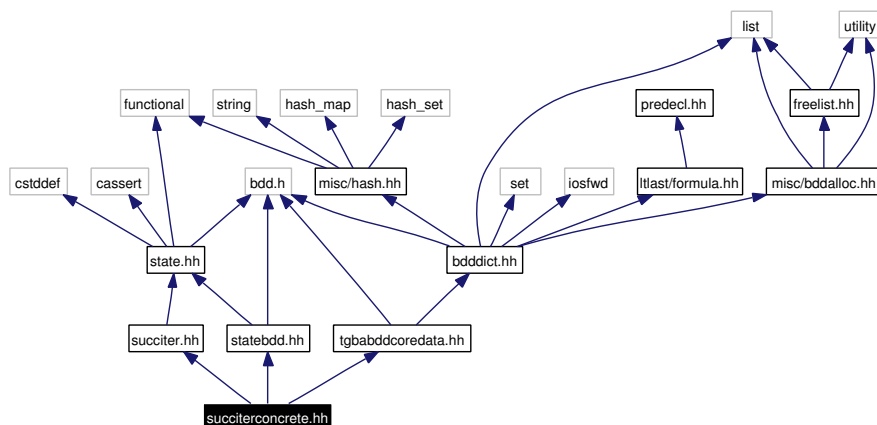 list
utility
functional
string
hash_map
hash_set
predecl.hh
freelist.hh
cstddef
cassert
bdd.h
misc/hash.hh
set
iosfwd
ltlast/formula.hh
misc/bddalloc.hh
state.hh
bdddict.hh
succiter.hh
statebdd.hh
tgbabddcoredata.hh
succiterconcrete.hh